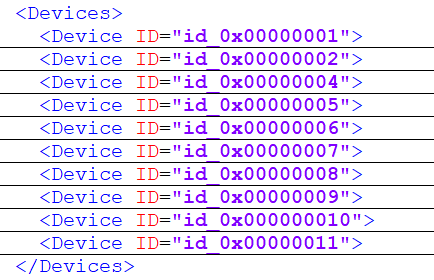 <Devices>
<Device ID="id_0x00000001">
<Device ID="id_0x00000002">
<Device ID="id_0x00000004">
<Device ID="id_0x00000005">
<Device ID="id_0x00000006">
<Device ID="id_0x00000007">
<Device ID="id_0x00000008">
<Device ID="id_0x00000009">
<Device ID="id_0x000000010">
<Device ID="id_0x00000011">
</Devices>